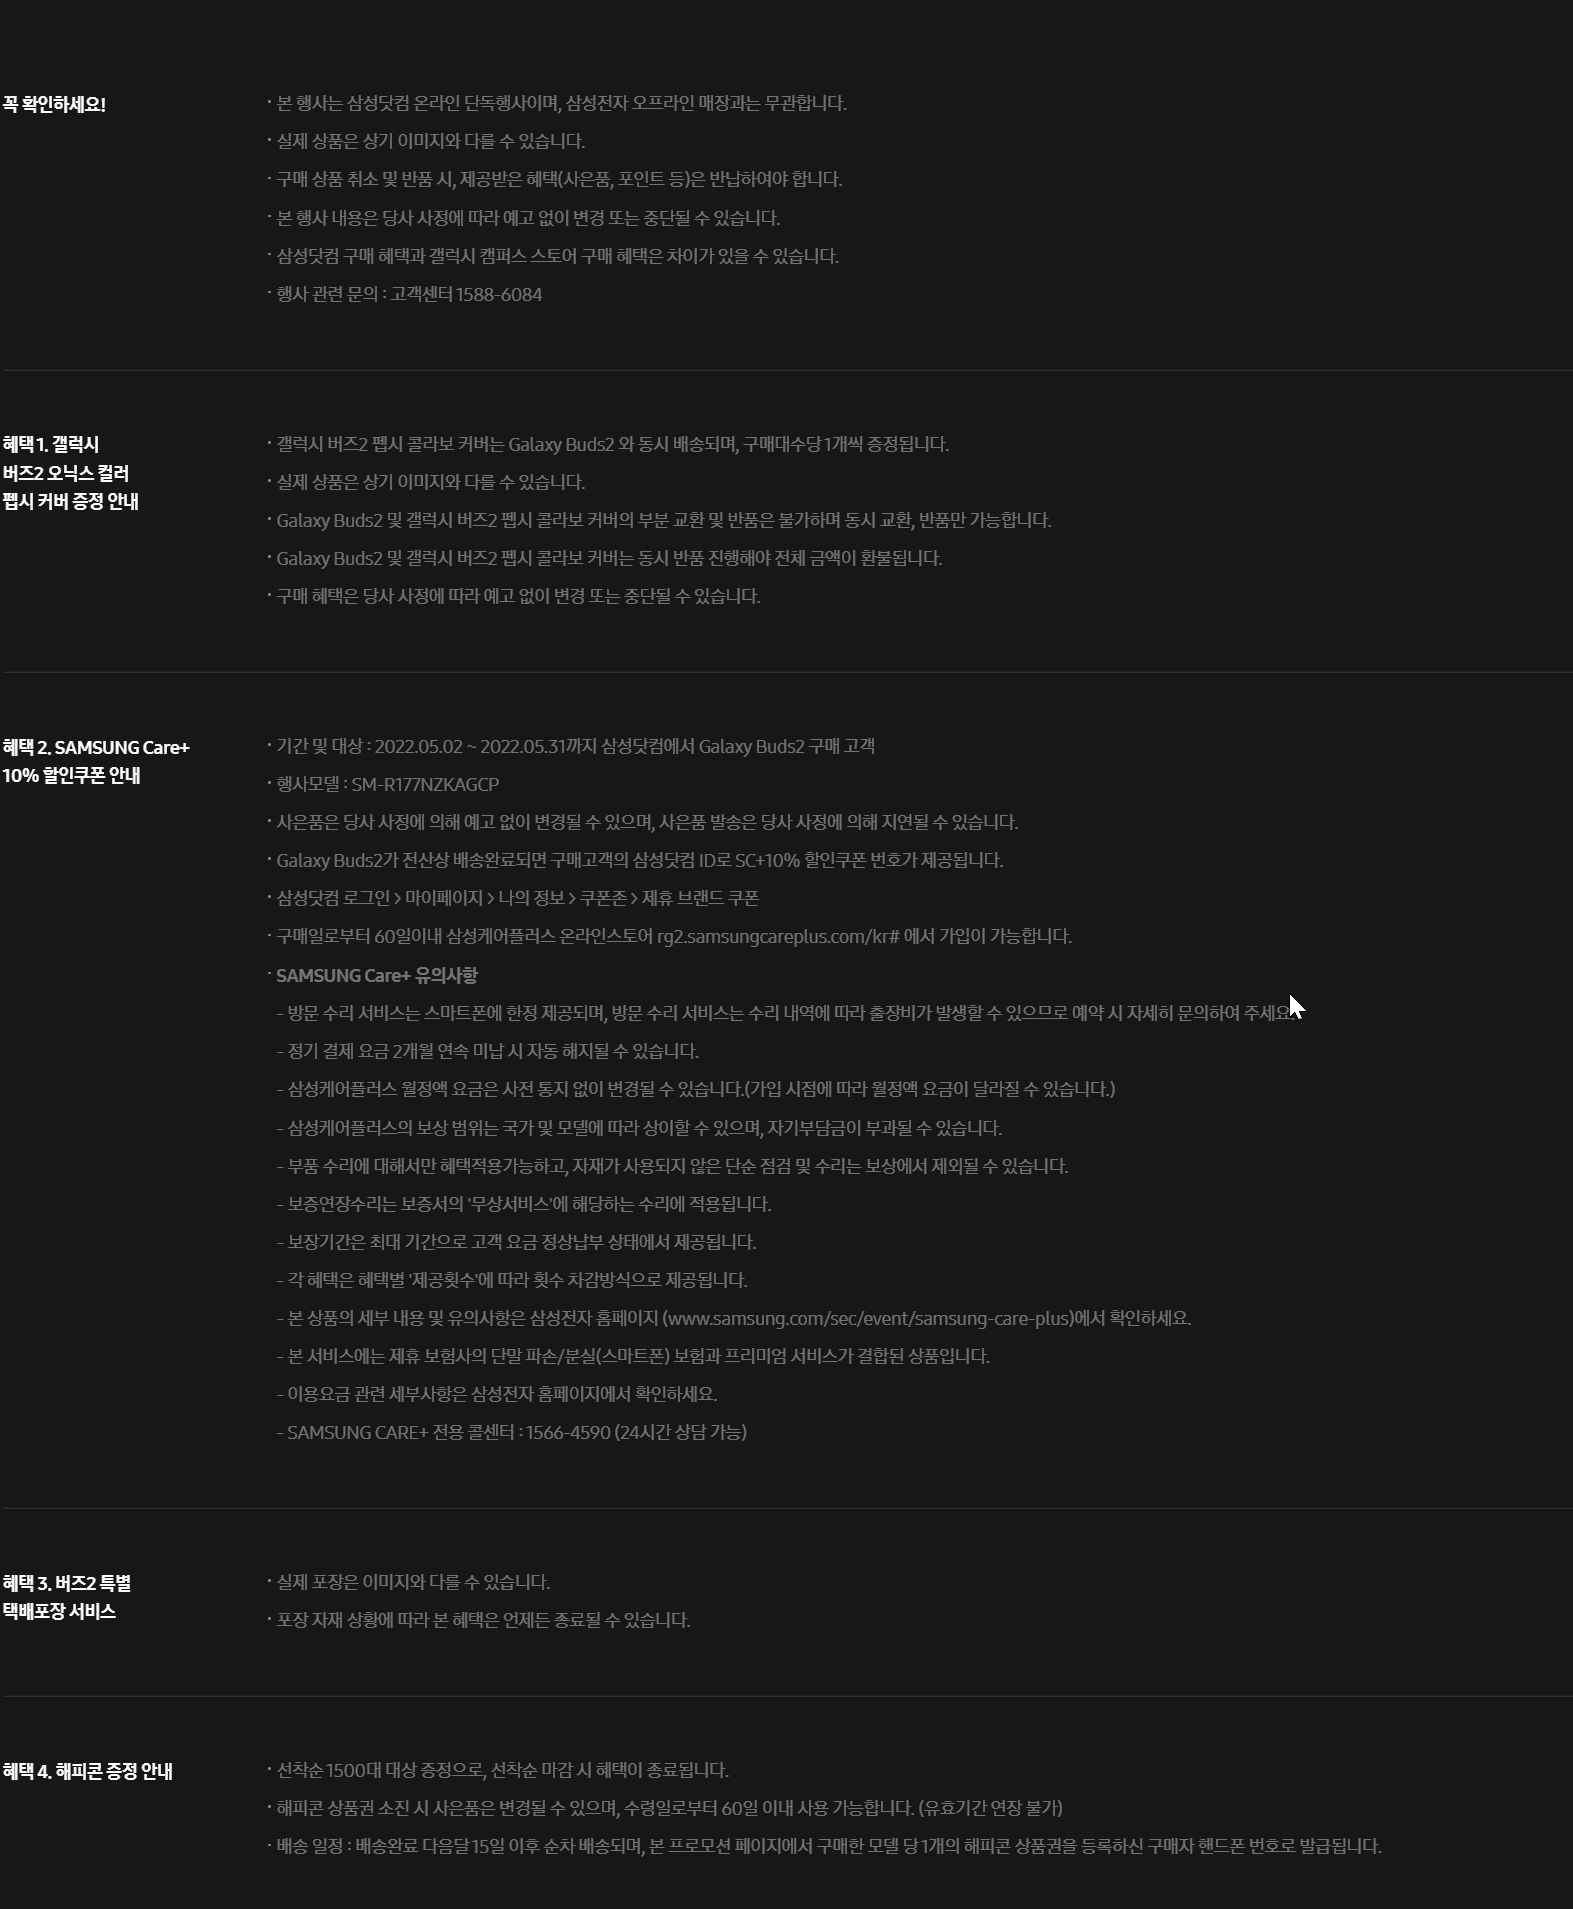 꼭 확인하세요!
· 본 행사는 삼성닷컴 온라인 단독행사이며, 삼성전자 오프라인 매장과는 무관합니다.
· 실제 상품은 상기 이미지와 다를 수 있습니다.
· 구매 상품 취소 및 반품 시, 제공받은 혜택(사은품, 포인트 등)은 반납하여야 합니다.
· 본 행사 내용은 당사 사정에 따라 예고 없이 변경 또는 중단될 수 있습니다.
· 삼성닷컴 구매 혜택과 갤럭시 캠퍼스 스토어 구매 혜택은 차이가 있을 수 있습니다.
· 행사 관련 문의 : 고객센터 1588-6084
혜택 1. 갤럭시
버즈2 오닉스 컬러
펩시 커버 증정 안내
· 갤럭시 버즈2 펩시 콜라보 커버는 Galaxy Buds2 와 동시 배송되며, 구매대수당 1개씩 증정됩니다.
· 실제 상품은 상기 이미지와 다를 수 있습니다.
· Galaxy Buds2 및 갤럭시 버즈2 펩시 콜라보 커버의 부분 교환 및 반품은 불가하며 동시 교환, 반품만 가능합니다.
· Galaxy Buds2 및 갤럭시 버즈2 펩시 콜라보 커버는 동시 반품 진행해야 전체 금액이 환불됩니다.
· 구매 혜택은 당사 사정에 따라 예고 없이 변경 또는 중단될 수 있습니다.
혜택 2. SAMSUNG Care+
10% 할인쿠폰 안내
· 기간 및 대상 : 2022.05.02 ~ 2022.05.31까지 삼성닷컴에서 Galaxy Buds2 구매 고객
· 행사모델 : SM-R177NZKAGCP
· 사은품은 당사 사정에 의해 예고 없이 변경될 수 있으며, 사은품 발송은 당사 사정에 의해 지연될 수 있습니다.
· Galaxy Buds2가 전산상 배송완료되면 구매고객의 삼성닷컴 ID로 SC+10% 할인쿠폰 번호가 제공됩니다.
· 삼성닷컴 로그인 > 마이페이지 > 나의 정보 > 쿠폰존 > 제휴 브랜드 쿠폰
· 구매일로부터 60일이내 삼성케어플러스 온라인스토어 rg2.samsungcareplus.com/kr# 에서 가입이 가능합니다.
· SAMSUNG Care+ 유의사항
- 방문 수리 서비스는 스마트폰에 한정 제공되며, 방문 수리 서비스는 수리 내역에 따라 출장비가 발생할 수 있으므로 예약 시 자세히 문의하여 주세요.
- 정기 결제 요금 2개월 연속 미납 시 자동 해지될 수 있습니다.
- 삼성케어플러스 월정액 요금은 사전 통지 없이 변경될 수 있습니다.(가입 시점에 따라 월정액 요금이 달라질 수 있습니다.)
- 삼성케어플러스의 보상 범위는 국가 및 모델에 따라 상이할 수 있으며, 자기부담금이 부과될 수 있습니다.
- 부품 수리에 대해서만 혜택적용가능하고, 자재가 사용되지 않은 단순 점검 및 수리는 보상에서 제외될 수 있습니다.
- 보증연장수리는 보증서의 '무상서비스'에 해당하는 수리에 적용됩니다.
- 보장기간은 최대 기간으로 고객 요금 정상납부 상태에서 제공됩니다.
- 각 혜택은 혜택별 '제공횟수'에 따라 횟수 차감방식으로 제공됩니다.
- 본 상품의 세부 내용 및 유의사항은 삼성전자 홈페이지 (www.samsung.com/sec/event/samsung-care-plus)에서 확인하세요.
- 본 서비스에는 제휴 보험사의 단말 파손/분실(스마트폰) 보험과 프리미엄 서비스가 결합된 상품입니다.
- 이용요금 관련 세부사항은 삼성전자 홈페이지에서 확인하세요.
- SAMSUNG CARE+ 전용 콜센터 : 1566-4590 (24시간 상담 가능)
혜택 3. 버즈2 특별
택배포장 서비스
· 실제 포장은 이미지와 다를 수 있습니다.
· 포장 자재 상황에 따라 본 혜택은 언제든 종료될 수 있습니다.
혜택 4. 해피콘 증정 안내
· 선착순 1500대 대상 증정으로, 선착순 마감 시 혜택이 종료됩니다.
· 해피콘 상품권 소진 시 사은품은 변경될 수 있으며, 수령일로부터 60일 이내 사용 가능합니다. (유효기간 연장 불가)
· 배송 일정 : 배송완료 다음달 15일 이후 순차 배송되며, 본 프로모션 페이지에서 구매한 모델 당 1개의 해피콘 상품권을 등록하신 구매자 핸드폰 번호로 발급됩니다.